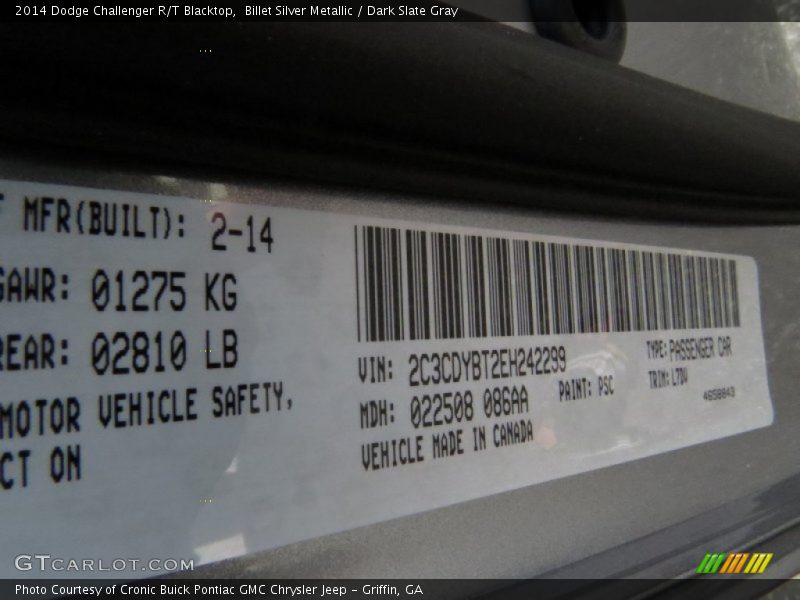 2014 Dodge Challenger R/T Blacktop,  Billet Silver Metallic / Dark Slate Gray
MFR(BUILT): 2-14
GAWR: 01275 KG
REAR: 02810 LB
MOTOR VEHICLE SAFETY,
CT ON
VIN: 2C3CDYBT2EH242299
TYPE: PASSENGER CAR
MDH: 022508 086AA
PAINT: PSC
TRIM: L7DV
VEHICLE MADE IN CANADA
4658843
GTCARLOT.COM
Photo Courtesy of Cronic Buick Pontiac GMC Chrysler Jeep – Griffin, GA